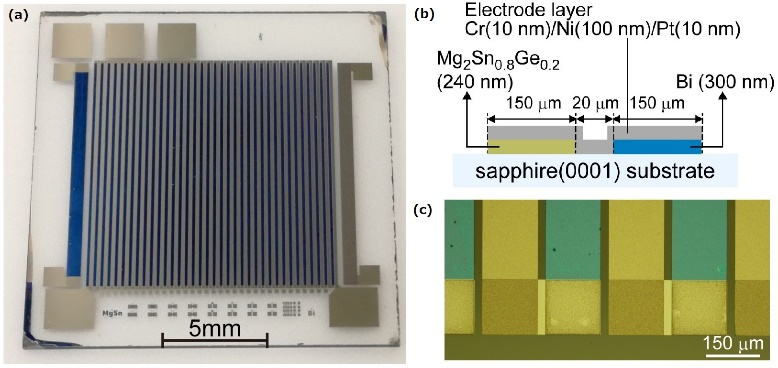 (a)
MgSn
Bi
5mm
(b)
Electrode layer
Cr(10 nm)/Ni(100 nm)/Pt(10 nm)
Mg2Sn0.8Ge0.2
(240 nm)
Bi (300 nm)
150 μm
20 μm
150 μm
sapphire(0001) substrate
(c)
150 μm